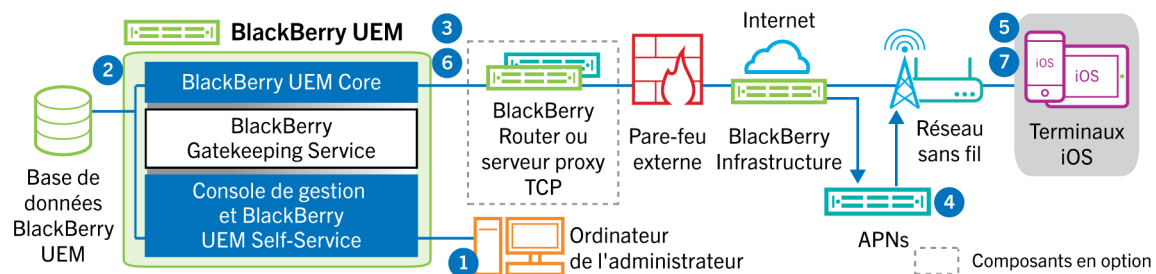 BlackBerry UEM
3
Internet
5
2
6
7
BlackBerry UEM Core
iOS
iOS
BlackBerry
Gatekeeping Service
BlackBerry
Router ou
serveur proxy
TCP
Pare-feu
externe
BlackBerry
Infrastructure
Réseau
sans fil
Terminaux
iOS
Base de
données
BlackBerry
UEM
Console de gestion
et BlackBerry
UEM Self-Service
4
APNs
1
Ordinateur
de l'administrateur
Composants en option